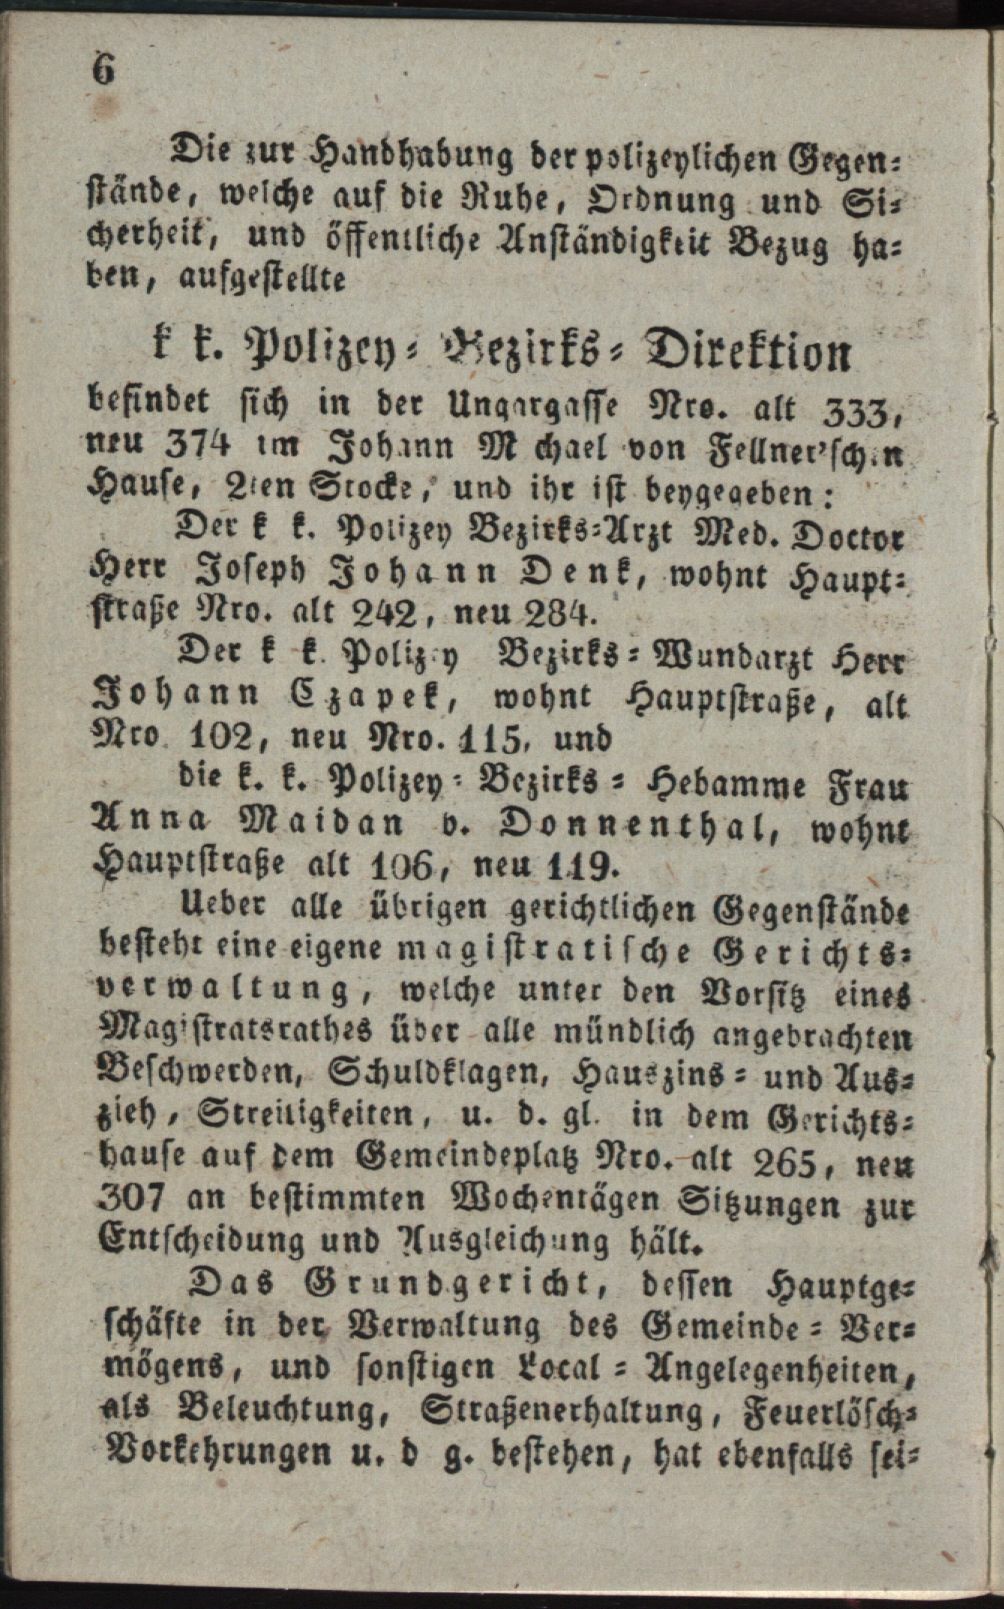 6
Die zur Handhabung der polizeylichen Gegen=
stände, welche auf die Ruhe, Ordnung und Si=
cherheit, und öffentliche Anständigkeit Bezug ha=
ben, aufgestellte
k k. Polizey= Bezirks= Direktion
befindet sich in der Ungargasse Nro. alt 333,
neu 374 im Johann M chael von Fellner'schen
Hause, 2ten Stocke, und ihr ist beygegeben:
Der k k. Polizey Bezirks=Arzt Med. Doctor
Herr Joseph Johann Denk, wohnt Haupt=
straße Nro. alt 242, neu 284.
Der k k. Polizey Bezirks= Wundarzt Herr
Johann Czapek, wohnt Hauptstraße, alt
Nro. 102, neu Nro. 115, und
die k. k. Polizey= Bezirks= Hebamme Frau
Anna Maidan v. Donnenthal, wohnt
Hauptstraße alt 106, neu 119.
Ueber alle übrigen gerichtlichen Gegenstände
besteht eine eigene magistratische Gerichts=
verwaltung, welche unter den Vorsitz eines
Magistratsrathes über alle mündlich angebrachten
Beschwerden, Schuldklagen, Hauszins= und Aus=
zieh, Streitigkeiten, u. d. gl. in dem Gerichts=
hause auf dem Gemeindeplatz Nro. alt 265, neu
307 an bestimmten Wochentägen Sitzungen zur
Entscheidung und Ausgleichung hält.
Das Grundgericht, dessen Hauptge=
schäfte in der Verwaltung des Gemeinde= Ver=
mögens, und sonstigen Local= Angelegenheiten,
als Beleuchtung, Straßenerhaltung, Feuerlösch=
Vorkehrungen u. d g. bestehen, hat ebenfalls sei=